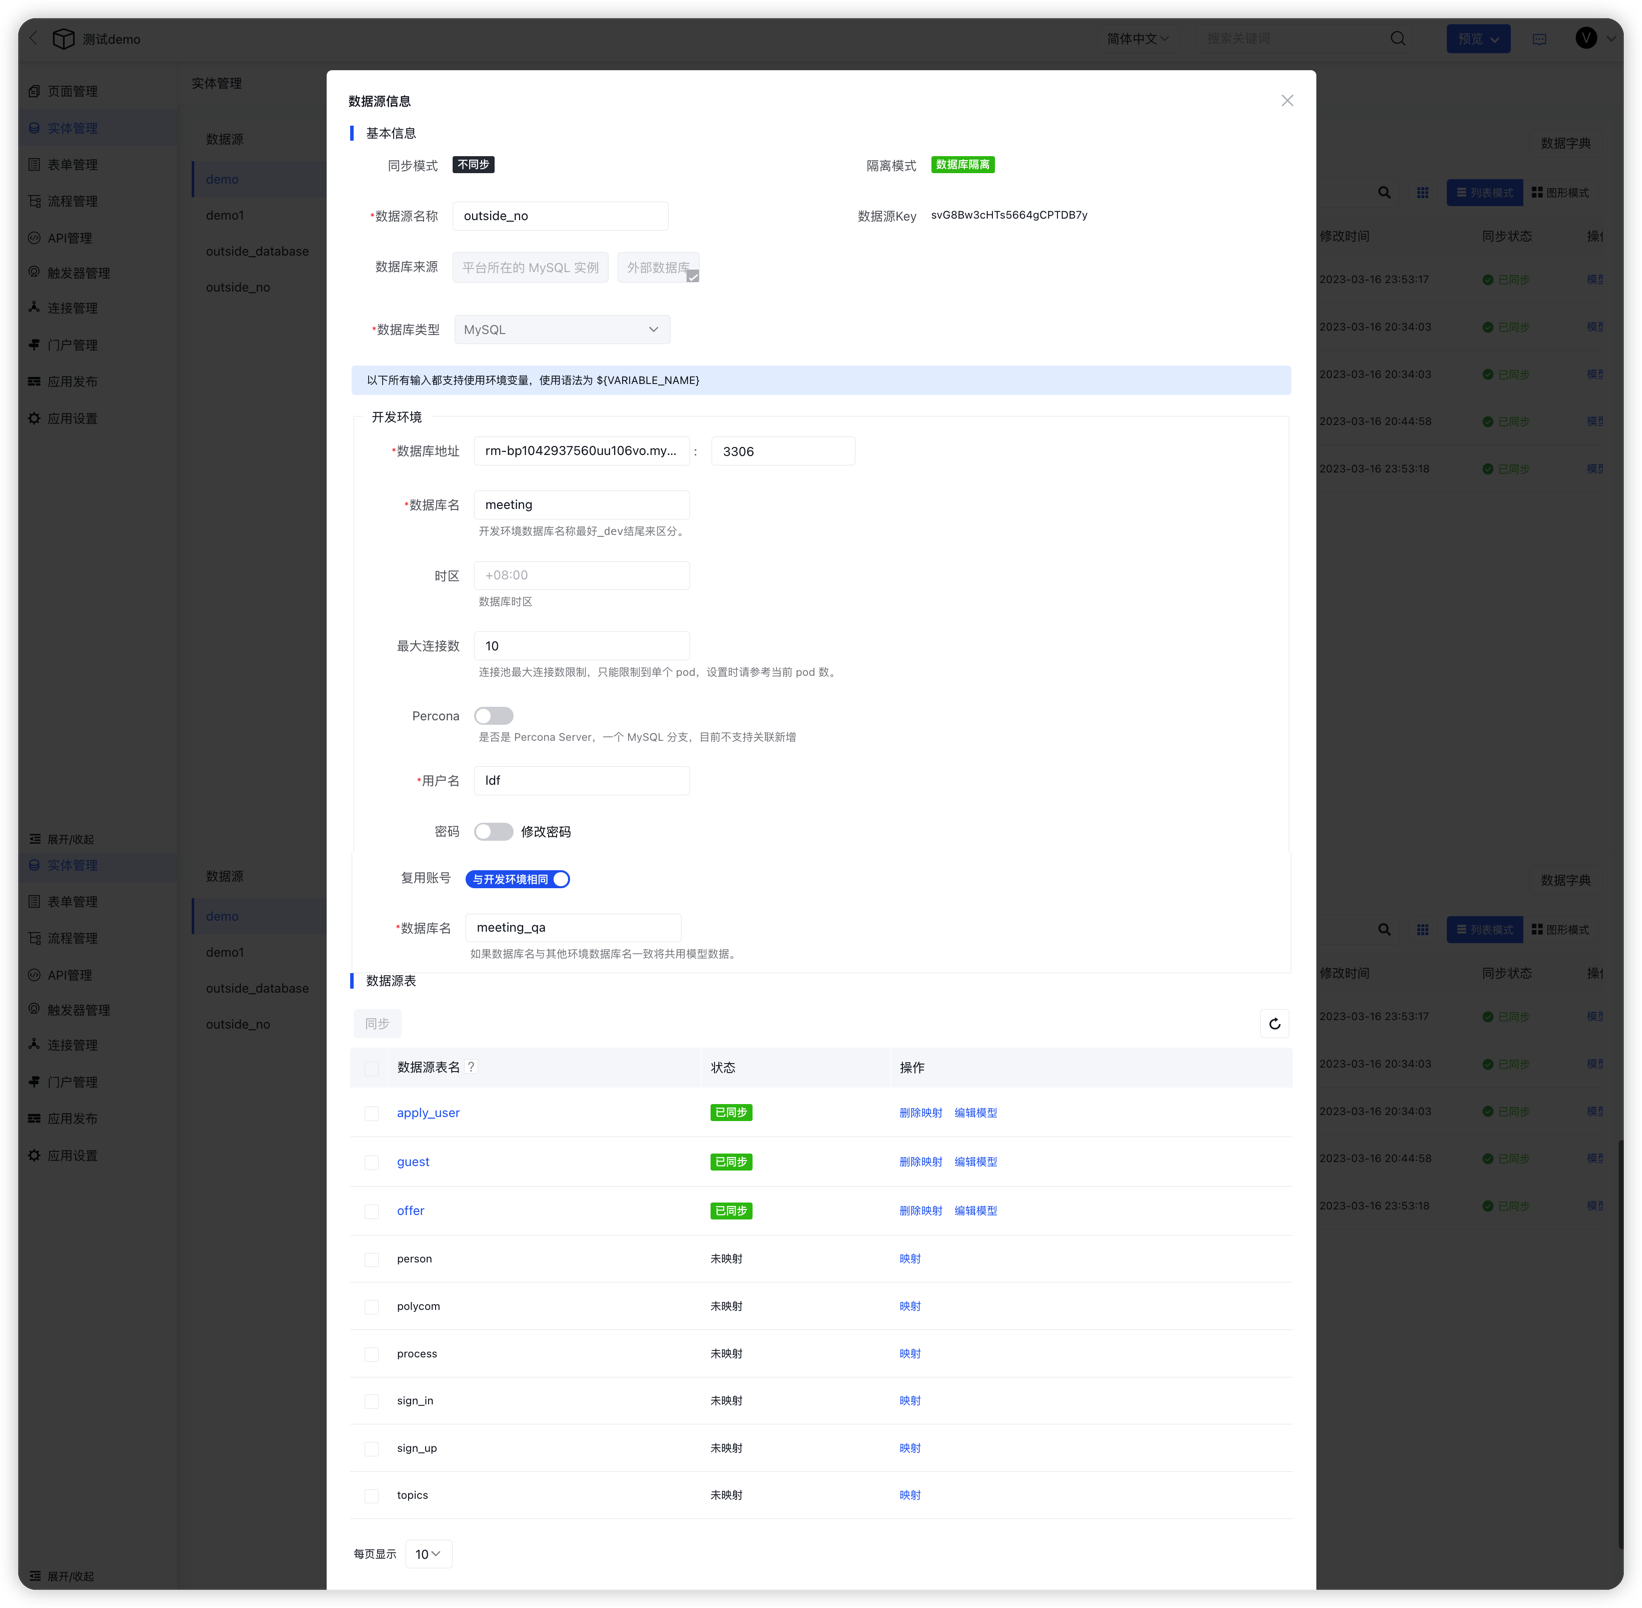 测试demo
简体中文
搜索关键词
预览
V
页面管理
实体管理
表单管理
流程管理
API管理
触发器管理
连接管理
门户管理
应用发布
应用设置
展开/收起
实体管理
数据源
demo
demo1
outside_database
outside_no
数据字典
列表模式
图形模式
修改时间 同步状态
2023-03-16 23:53:17 已同步
2023-03-16 20:34:03 已同步
2023-03-16 20:34:03 已同步
2023-03-16 20:44:58 已同步
2023-03-16 23:53:18 已同步
数据源信息
基本信息
同步模式 不同步
隔离模式 数据库隔离
*数据源名称 outside_no
数据源Key svG8Bw3cHTs5664gCPTDB7y
数据库来源 平台所在的 MySQL 实例 外部数据库
*数据库类型 MySQL
以下所有输入都支持使用环境变量，使用语法为 ${VARIABLE_NAME}
开发环境
*数据库地址 rm-bp1042937560uu106vo.my... : 3306
*数据库名 meeting
开发环境数据库名称最好_dev结尾来区分。
时区 +08:00
数据库时区
最大连接数 10
连接池最大连接数限制，只能限制到单个 pod，设置时请参考当前 pod 数。
Percona
是否是 Percona Server，一个 MySQL 分支，目前不支持关联新增
*用户名 ldf
密码 修改密码
复用账号 与开发环境相同
*数据库名 meeting_qa
如果数据库名与其他环境数据库名一致将共用模型数据。
数据源表
同步
数据源表名 ? 状态 操作
apply_user 已同步 删除映射 编辑模型
guest 已同步 删除映射 编辑模型
offer 已同步 删除映射 编辑模型
person 未映射 映射
polycom 未映射 映射
process 未映射 映射
sign_in 未映射 映射
sign_up 未映射 映射
topics 未映射 映射
每页显示 10
实体管理
表单管理
流程管理
API管理
触发器管理
连接管理
门户管理
应用发布
应用设置
展开/收起
数据源
demo
demo1
outside_database
outside_no
数据字典
列表模式
图形模式
修改时间 同步状态
2023-03-16 23:53:17 已同步
2023-03-16 20:34:03 已同步
2023-03-16 20:34:03 已同步
2023-03-16 20:44:58 已同步
2023-03-16 23:53:18 已同步